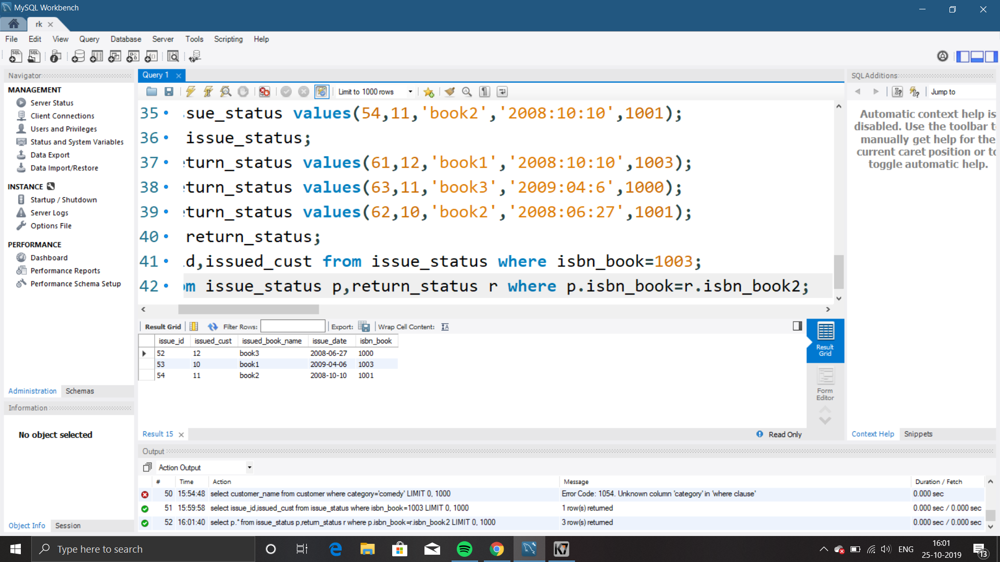 MySQL Workbench
rk
File Edit View Query Database Server Tools Scripting Help
Navigator
MANAGEMENT
Server Status
Client Connections
Users and Privileges
Status and System Variables
Data Export
Data Import/Restore
INSTANCE
Startup / Shutdown
Server Logs
Options File
PERFORMANCE
Dashboard
Performance Reports
Performance Schema Setup
Administration Schemas
Information
No object selected
Object Info Session
Query 1
Limit to 1000 rows
35 sue_status values(54,11,'book2','2008:10:10',1001);
36 issue_status;
37 turn_status values(61,12,'book1','2008:10:10',1003);
38 turn_status values(63,11,'book3','2009:04:6',1000);
39 turn_status values(62,10,'book2','2008:06:27',1001);
40 return_status;
41 d,issued_cust from issue_status where isbn_book=1003;
42 om issue_status p,return_status r where p.isbn_book=r.isbn_book2;
Result Grid Filter Rows: Export: Wrap Cell Content:
issue_id issued_cust issued_book_name issue_date isbn_book
52 12 book3 2008-06-27 1000
53 10 book1 2009-04-06 1003
54 11 book2 2008-10-10 1001
Result
Grid
Form
Editor
Result 15
Read Only
SQLAdditions
Jump to
Automatic context help is
disabled. Use the toolbar t
manually get help for the
current caret position or to
toggle automatic help.
Context Help Snippets
Output
Action Output
# Time Action Message Duration / Fetch
50 15:54:48 select customer_name from customer where category='comedy' LIMIT 0, 1000 Error Code: 1054. Unknown column 'category' in 'where clause' 0.000 sec
51 15:59:58 select issue_id,issued_cust from issue_status where isbn_book=1003 LIMIT 0, 1000 1 row(s) returned 0.000 sec / 0.000 sec
52 16:01:40 select p.* from issue_status p,return_status r where p.isbn_book=r.isbn_book2 LIMIT 0, 1000 3 row(s) returned 0.000 sec / 0.000 sec
Type here to search
K7
ENG
16:01
25-10-2019
13